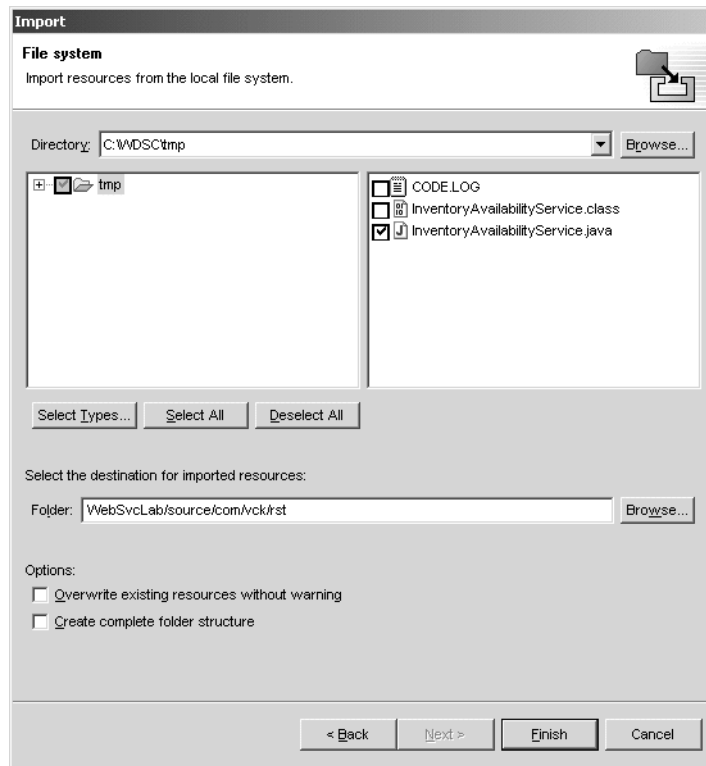 Import
File system
Import resources from the local file system.
Directory: C:\WDSC\tmp Browse...
tmp
CODE.LOG
InventoryAvailabilityService.class
InventoryAvailabilityService.java
Select Types... Select All Deselect All
Select the destination for imported resources:
Folder: WebSvcLab/source/com/vck/rst Browse...
Options:
Overwrite existing resources without warning
Create complete folder structure
< Back Next > Finish Cancel